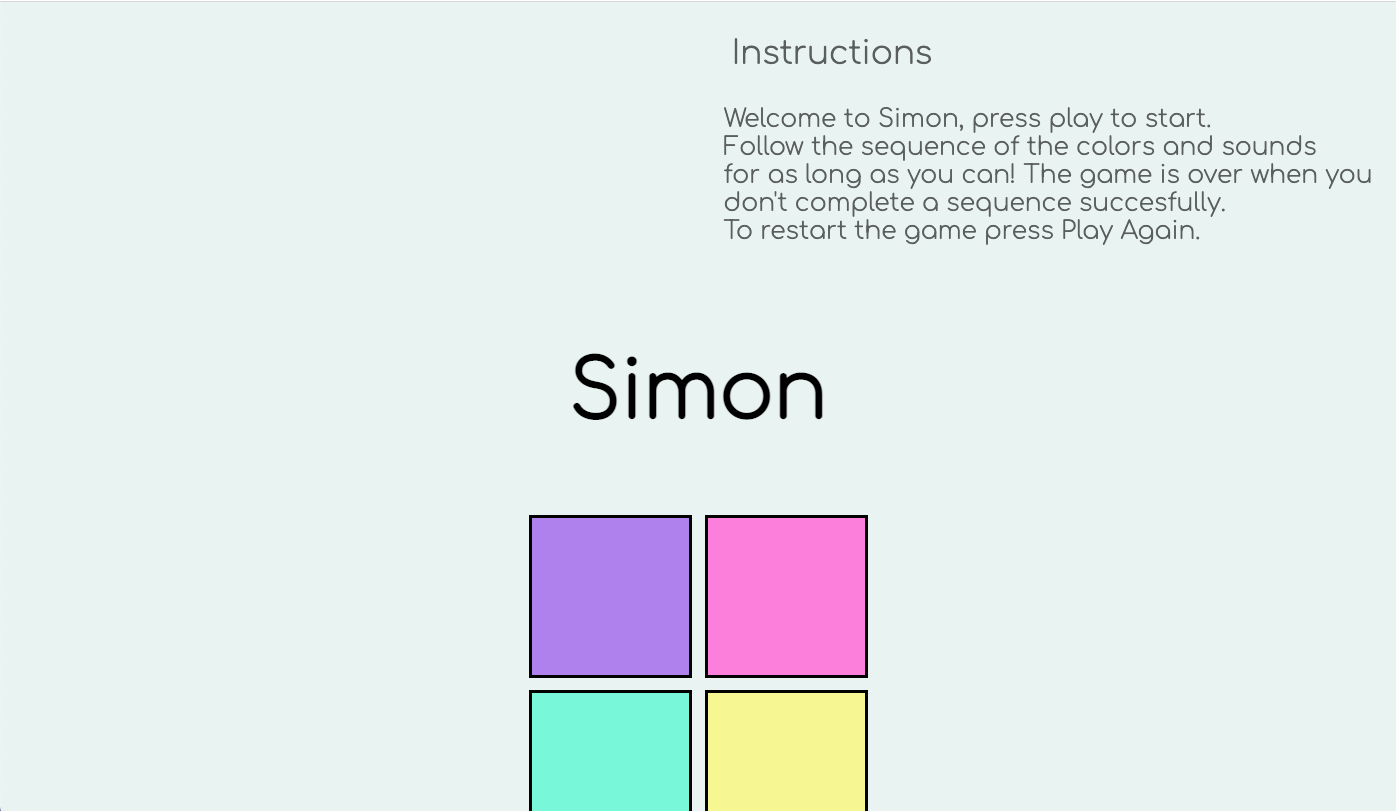 Instructions
Welcome to Simon, press play to start.
Follow the sequence of the colors and sounds
for as long as you can! The game is over when you
don't complete a sequence succesfully.
To restart the game press Play Again.
Simon